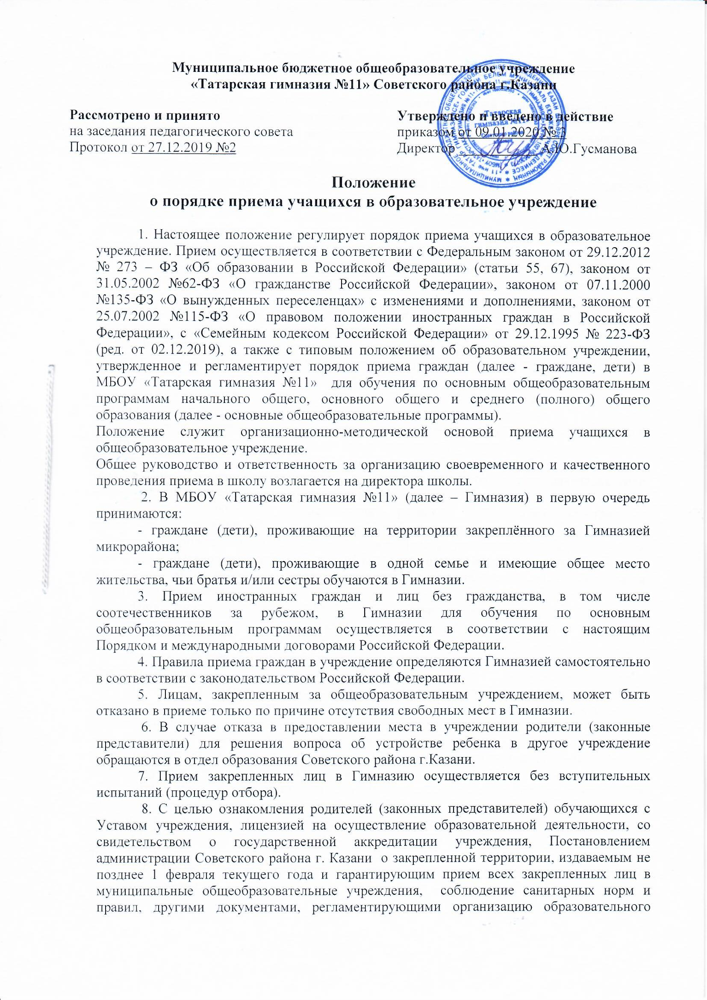 Муниципальное бюджетное общеобразовательное учреждение
«Татарская гимназия №11» Советского района г.Казани
Рассмотрено и принято
на заседания педагогического совета
Протокол от 27.12.2019 №2
Утверждено и введено в действие
приказом от 09.01.2020 № 3
Директор А.Ю.Гусманова
Татарская
гимназия №11
Положение
о порядке приема учащихся в образовательное учреждение
1. Настоящее положение регулирует порядок приема учащихся в образовательное
учреждение. Прием осуществляется в соответствии с Федеральным законом от 29.12.2012
№ 273 – ФЗ «Об образовании в Российской Федерации» (статьи 55, 67), законом от
31.05.2002 №62-ФЗ «О гражданстве Российской Федерации», законом от 07.11.2000
№135-ФЗ «О вынужденных переселенцах» с изменениями и дополнениями, законом от
25.07.2002 №115-ФЗ «О правовом положении иностранных граждан в Российской
Федерации», с «Семейным кодексом Российской Федерации» от 29.12.1995 № 223-ФЗ
(ред. от 02.12.2019), а также с типовым положением об образовательном учреждении,
утвержденное и регламентирует порядок приема граждан (далее - граждане, дети) в
МБОУ «Татарская гимназия №11» для обучения по основным общеобразовательным
программам начального общего, основного общего и среднего (полного) общего
образования (далее - основные общеобразовательные программы).
Положение служит организационно-методической основой приема учащихся в
общеобразовательное учреждение.
Общее руководство и ответственность за организацию своевременного и качественного
проведения приема в школу возлагается на директора школы.
2. В МБОУ «Татарская гимназия №11» (далее – Гимназия) в первую очередь
принимаются:
- граждане (дети), проживающие на территории закреплённого за Гимназией
микрорайона;
- граждане (дети), проживающие в одной семье и имеющие общее место
жительства, чьи братья и/или сестры обучаются в Гимназии.
3. Прием иностранных граждан и лиц без гражданства, в том числе
соотечественников за рубежом, в Гимназии для обучения по основным
общеобразовательным программам осуществляется в соответствии с настоящим
Порядком и международными договорами Российской Федерации.
4. Правила приема граждан в учреждение определяются Гимназией самостоятельно
в соответствии с законодательством Российской Федерации.
5. Лицам, закрепленным за общеобразовательным учреждением, может быть
отказано в приеме только по причине отсутствия свободных мест в Гимназии.
6. В случае отказа в предоставлении места в учреждении родители (законные
представители) для решения вопроса об устройстве ребенка в другое учреждение
обращаются в отдел образования Советского района г.Казани.
7. Прием закрепленных лиц в Гимназию осуществляется без вступительных
испытаний (процедур отбора).
8. С целью ознакомления родителей (законных представителей) обучающихся с
Уставом учреждения, лицензией на осуществление образовательной деятельности, со
свидетельством о государственной аккредитации учреждения, Постановлением
администрации Советского района г. Казани о закрепленной территории, издаваемым не
позднее 1 февраля текущего года и гарантирующим прием всех закрепленных лиц в
муниципальные общеобразовательные учреждения, соблюдение санитарных норм и
правил, другими документами, регламентирующими организацию образовательного